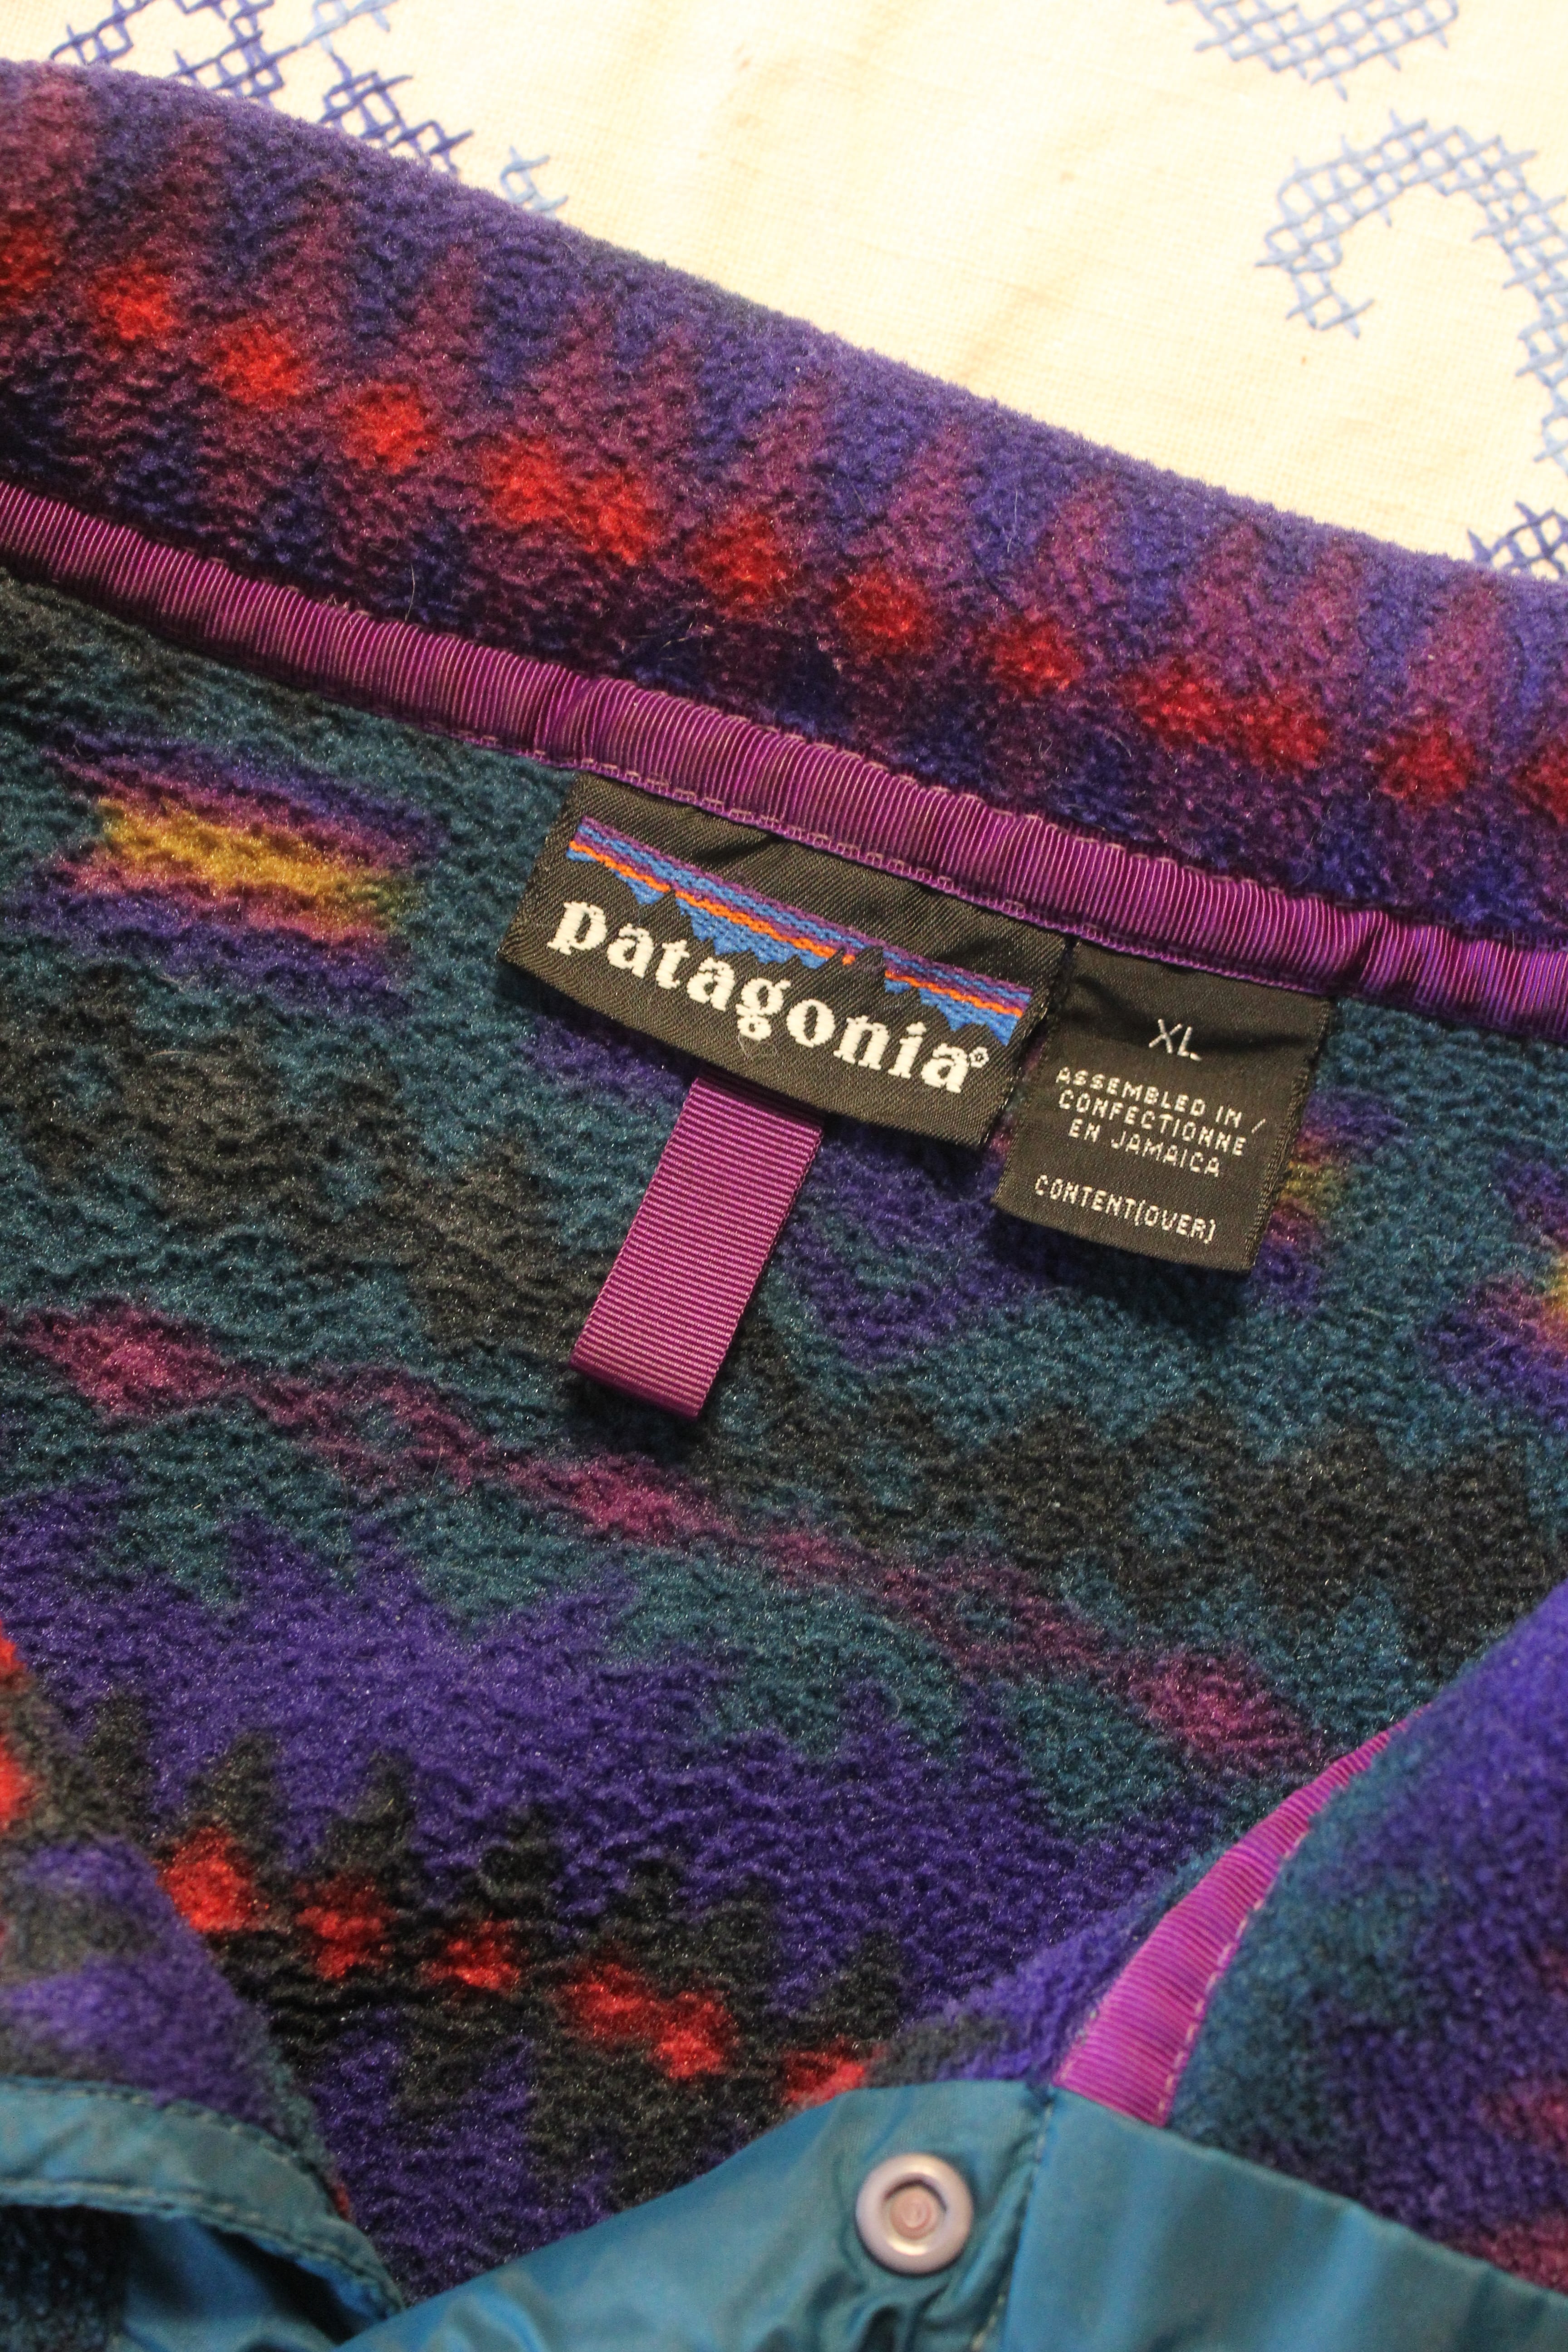 patagonia®
XL
ASSEMBLED IN /
CONFECTIONNE
EN JAMAICA
CONTENT(OVER)